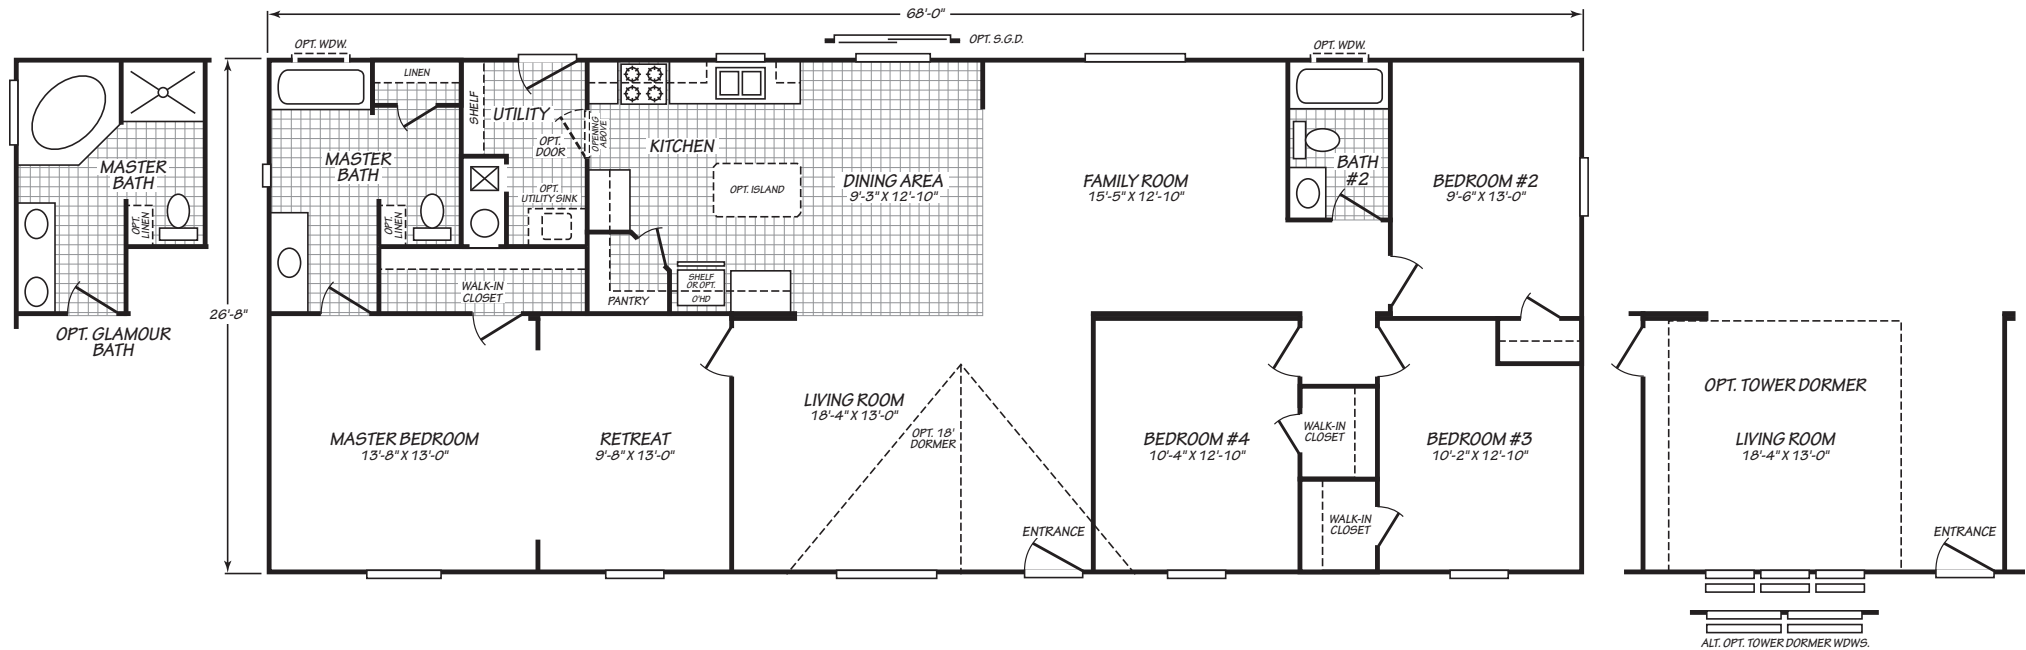 68'-0"
OPT. WDW.
OPT. S.G.D.
OPT. WDW.
LINEN
SHELF
UTILITY
OPT.
DOOR
OPENING
ABOVE
KITCHEN
MASTER
BATH
OPT.
LINEN
MASTER
BATH
OPT.
LINEN
OPT.
UTILITY SINK
OPT. ISLAND
DINING AREA
9'-3" X 12'-10"
FAMILY ROOM
15'-5" X 12'-10"
BATH
#2
BEDROOM #2
9'-6" X 13'-0"
WALK-IN
CLOSET
PANTRY
SHELF
OR OPT.
O'HD
26'-8"
OPT. GLAMOUR
BATH
MASTER BEDROOM
13'-8" X 13'-0"
RETREAT
9'-8" X 13'-0"
LIVING ROOM
18'-4" X 13'-0"
OPT. 18'
DORMER
ENTRANCE
BEDROOM #4
10'-4" X 12'-10"
WALK-IN
CLOSET
WALK-IN
CLOSET
BEDROOM #3
10'-2" X 12'-10"
OPT. TOWER DORMER
LIVING ROOM
18'-4" X 13'-0"
ENTRANCE
ALT. OPT. TOWER DORMER WDWS.